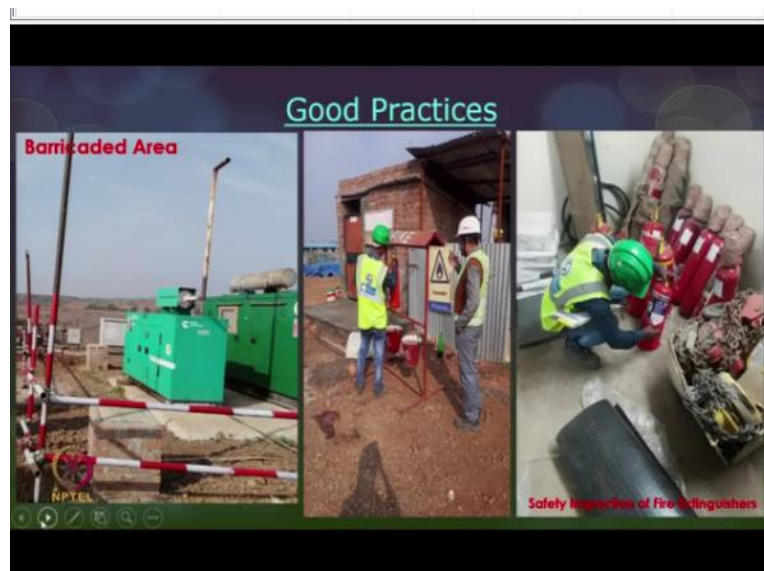 Good Practices
Barricaded Area
Safety Inspection of Fire Extinguishers
NPTEL